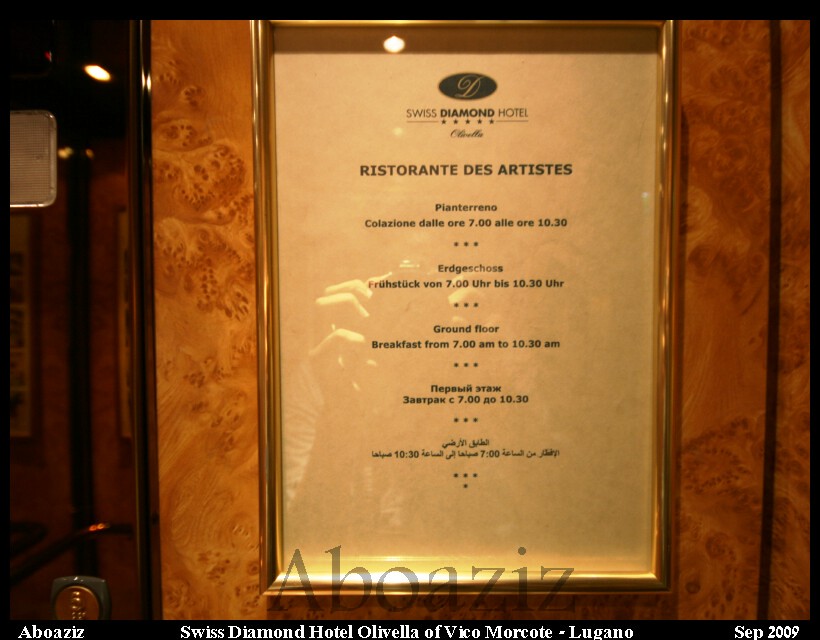 D
SWISS DIAMOND HOTEL
★ ★ ★ ★ ★
Olivella
RISTORANTE DES ARTISTES
Pianterreno
Colazione dalle ore 7.00 alle ore 10.30
* * *
Erdgeschoss
Frühstück von 7.00 Uhr bis 10.30 Uhr
* * *
Ground floor
Breakfast from 7.00 am to 10.30 am
* * *
Первый этаж
Завтрак с 7.00 до 10.30
* * *
الطابق الأرضي
الإفطار من الساعة 7:00 صباحا إلى الساعة 10:30 صباحا
* * *
*
Aboaziz
Aboaziz Swiss Diamond Hotel Olivella of Vico Morcote - Lugano Sep 2009